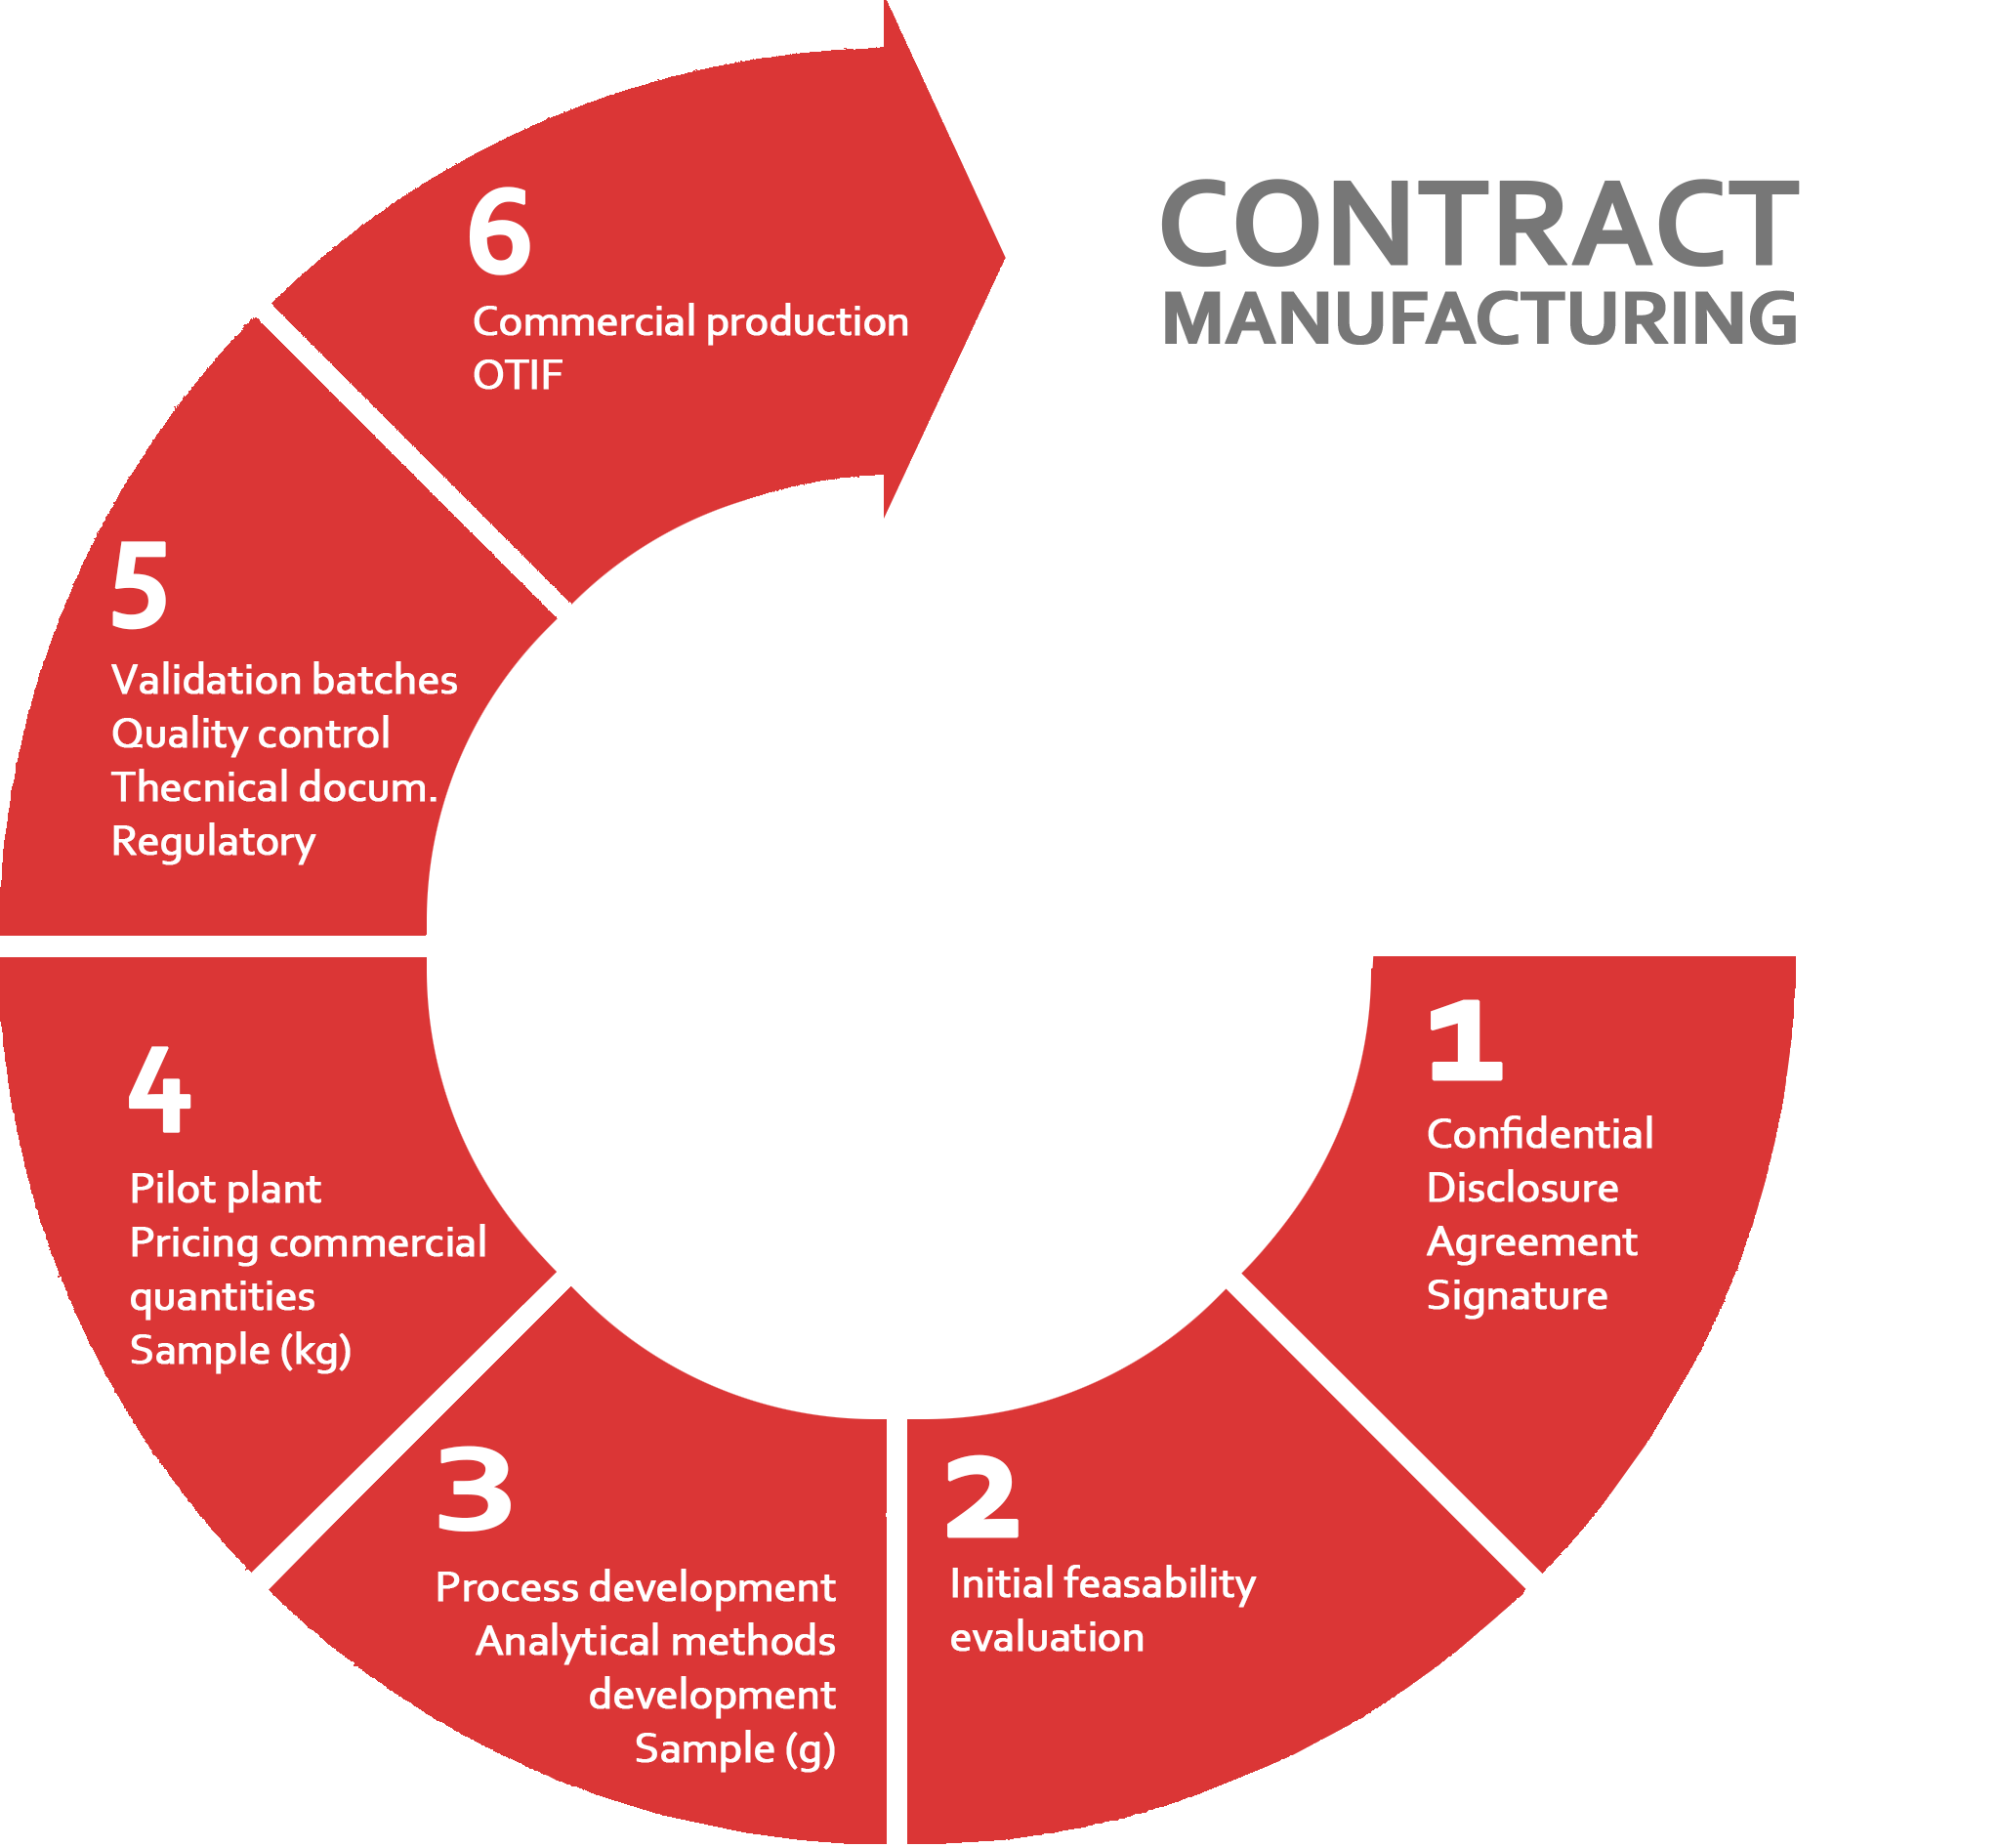 CONTRACT
MANUFACTURING
1
Confidential
Disclosure
Agreement
Signature
2
Initial feasability
evaluation
3
Process development
Analytical methods
development
Sample (g)
4
Pilot plant
Pricing commercial
quantities
Sample (kg)
5
Validation batches
Quality control
Thecnical docum.
Regulatory
6
Commercial production
OTIF